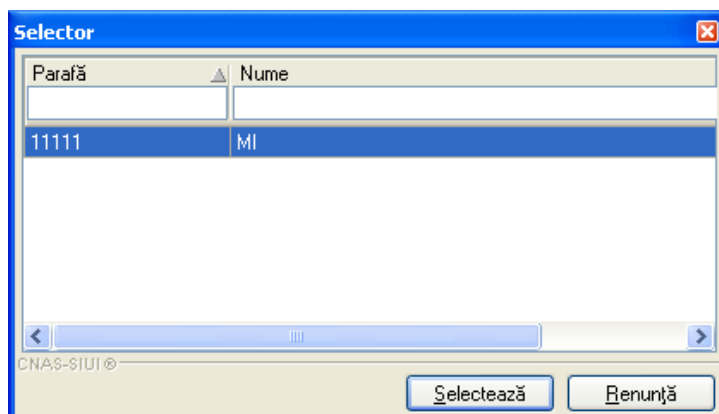 Selector
Parafă Nume
11111 MI
CNAS-SIUI®
Selectează Renunţă